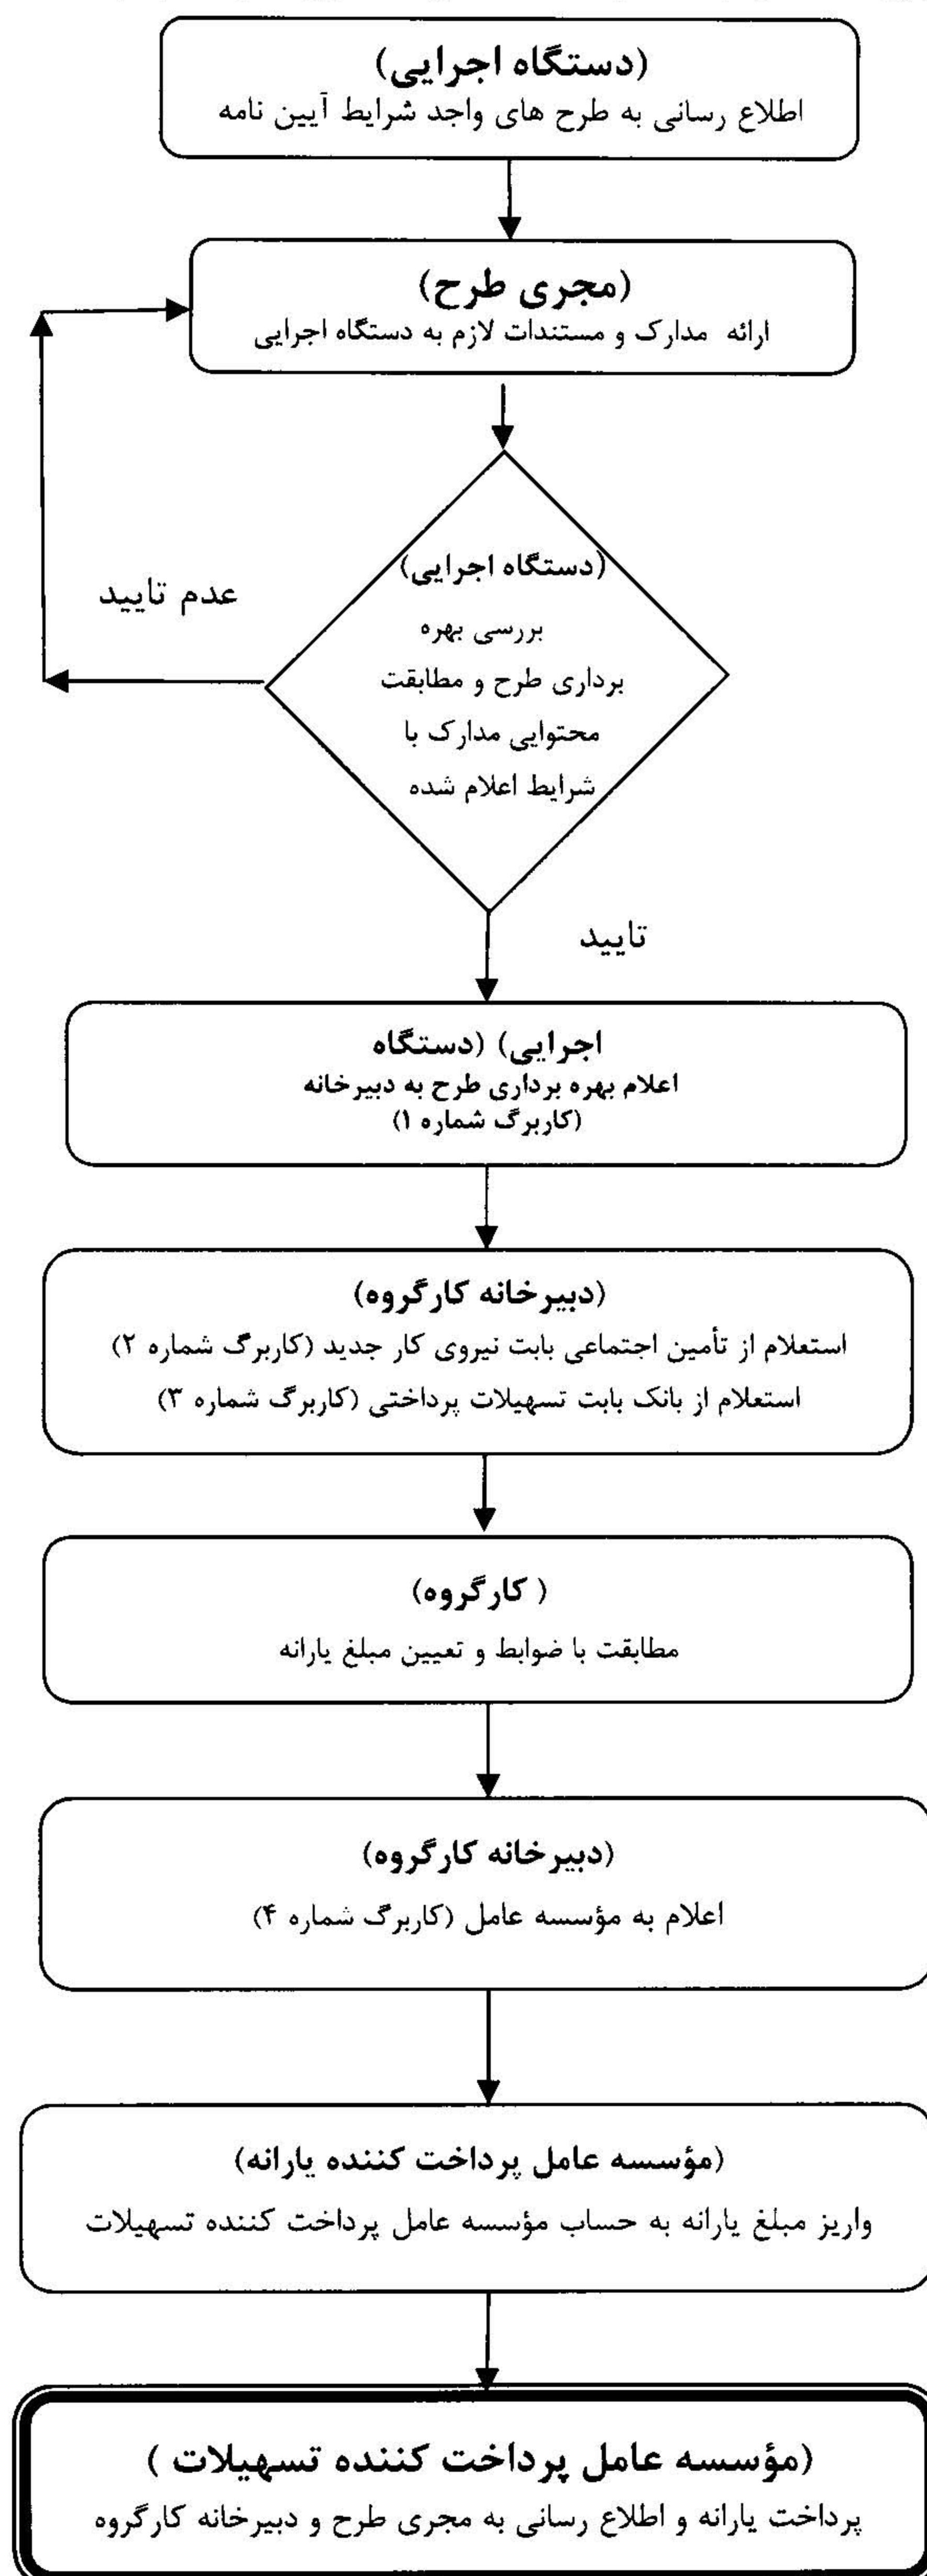 (دستگاه اجرایی)
اطلاع رسانی به طرح های واجد شرایط آیین نامه
(مجری طرح)
ارائه مدارک و مستندات لازم به دستگاه اجرایی
(دستگاه اجرایی)
بررسی بهره
برداری طرح و مطابقت
محتوایی مدارک با
شرایط اعلام شده
عدم تایید
تایید
اجرایی) (دستگاه
اعلام بهره برداری طرح به دبیرخانه
(کاربرگ شماره ۱)
(دبیرخانه کارگروه)
استعلام از تأمین اجتماعی بابت نیروی کار جدید (کاربرگ شماره ۲)
استعلام از بانک بابت تسهیلات پرداختی (کاربرگ شماره ۳)
( کارگروه)
مطابقت با ضوابط و تعیین مبلغ یارانه
(دبیرخانه کارگروه)
اعلام به مؤسسه عامل (کاربرگ شماره ۴)
(مؤسسه عامل پرداخت کننده یارانه)
واریز مبلغ یارانه به حساب مؤسسه عامل پرداخت کننده تسهیلات
(مؤسسه عامل پرداخت کننده تسهیلات )
پرداخت یارانه و اطلاع رسانی به مجری طرح و دبیرخانه کارگروه